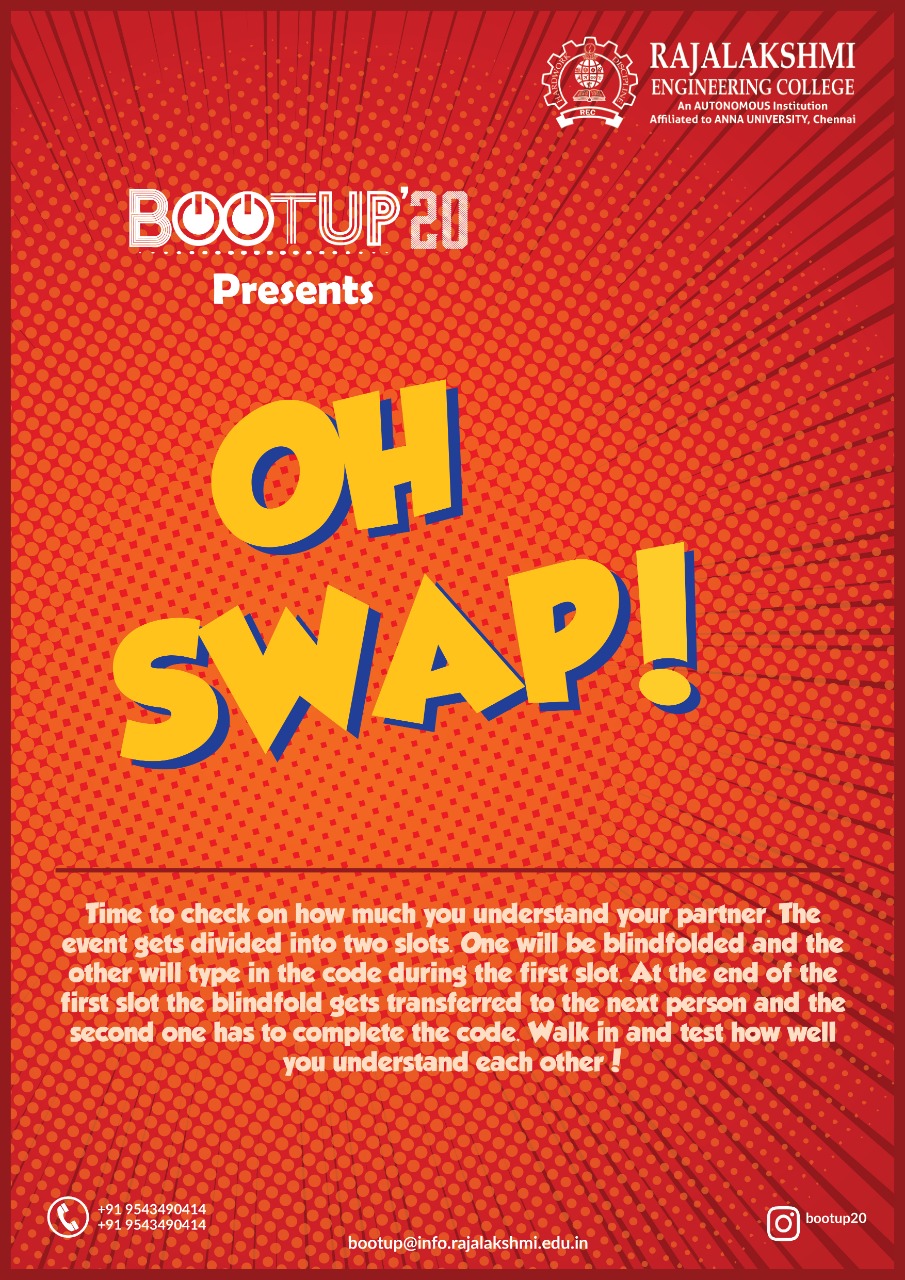 RAJALAKSHMI
ENGINEERING COLLEGE
An AUTONOMOUS Institution
Affiliated to ANNA UNIVERSITY, Chennai
HARDWORK
DISCIPLINE
REC
BOOTUP'20
Presents
OH
SWAP!
Time to check on how much you understand your partner. The
event gets divided into two slots. One will be blindfolded and the
other will type in the code during the first slot. At the end of the
first slot the blindfold gets transferred to the next person and the
second one has to complete the code. Walk in and test how well
you understand each other !
+91 9543490414
+91 9543490414
bootup@info.rajalakshmi.edu.in
bootup20